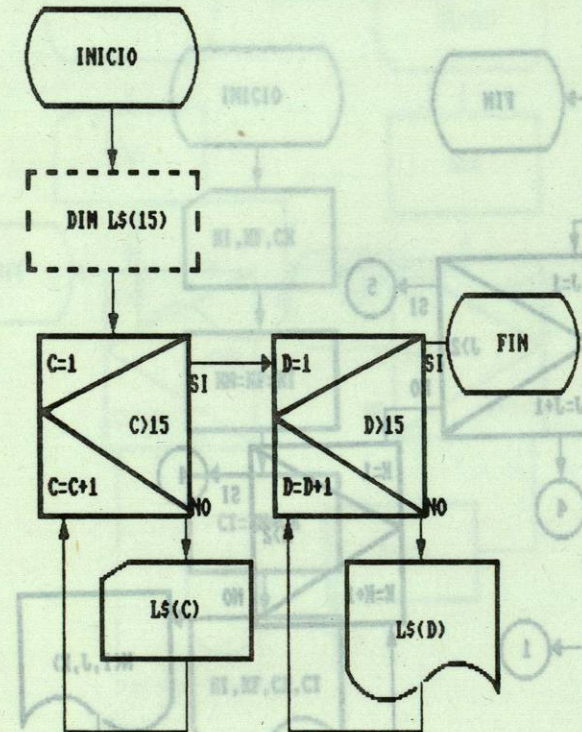 INICIO
DIM L$(15)
C=1
C>15
C=C+1
SI
NO
L$(C)
D=1
D>15
D=D+1
SI
NO
FIN
L$(D)